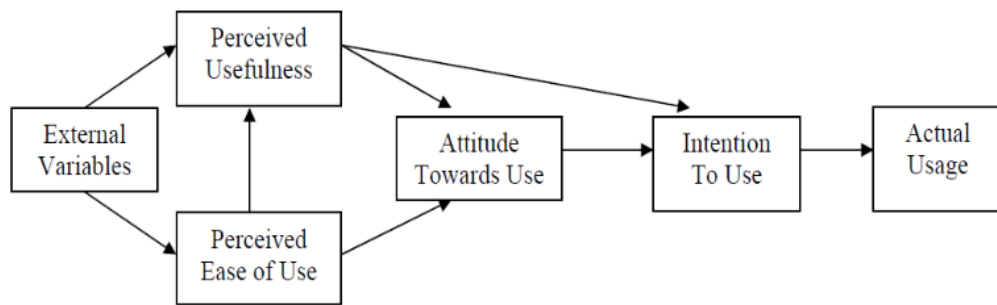 Perceived
Usefulness
External
Variables
Perceived
Ease of Use
Attitude
Towards Use
Intention
To Use
Actual
Usage